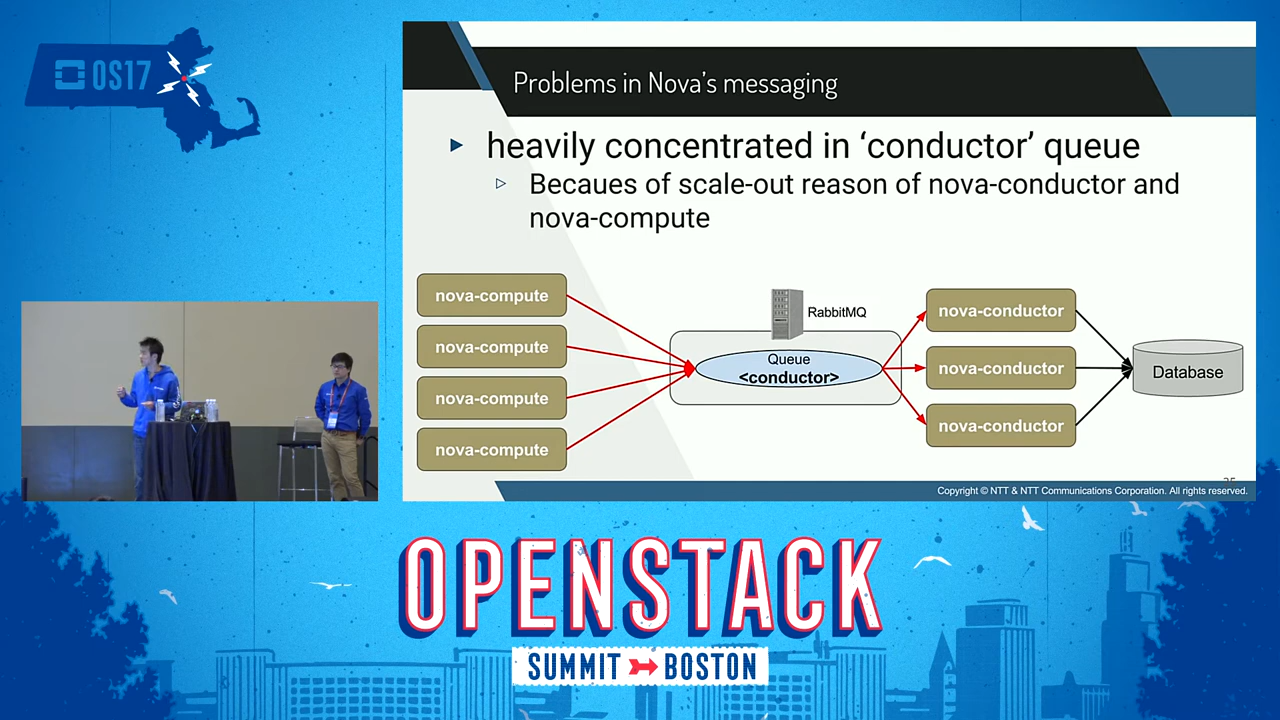 OS17
Problems in Nova's messaging
heavily concentrated in 'conductor' queue
Becaues of scale-out reason of nova-conductor and
nova-compute
nova-compute
nova-compute
nova-compute
nova-compute
RabbitMQ
Queue
<conductor>
nova-conductor
nova-conductor
nova-conductor
Database
Copyright © NTT & NTT Communications Corporation. All rights reserved.
OPENSTACK
SUMMIT BOSTON